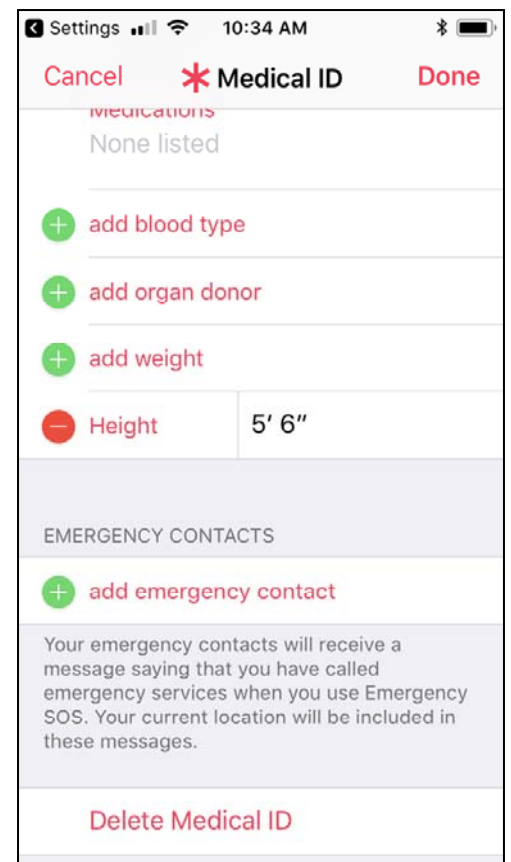 Settings 10:34 AM
Cancel Medical ID Done
Medications
None listed
add blood type
add organ donor
add weight
Height 5′ 6″
EMERGENCY CONTACTS
add emergency contact
Your emergency contacts will receive a
message saying that you have called
emergency services when you use Emergency
SOS. Your current location will be included in
these messages.
Delete Medical ID